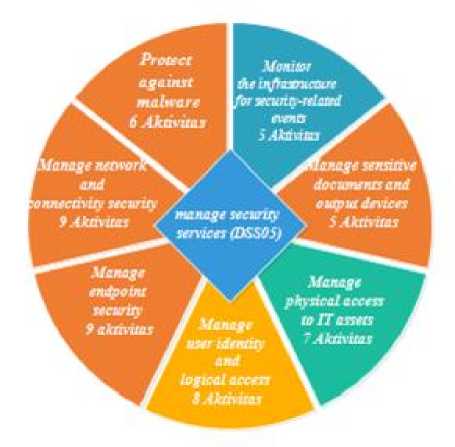 Protect
against
malware
6 Aktivitas
Monitor
the infrastructure
for security-related
events
5 Aktivitas
Manage sensitive
documents and
output devices
5 Aktivitas
Manage
physical access
to IT assets
7 Aktivitas
Manage
user identity
and
logical access
8 Aktivitas
Manage
endpoint
security
9 aktivitas
Manage network
and
connectivity security
9 Aktivitas
manage security
services (DSS05)